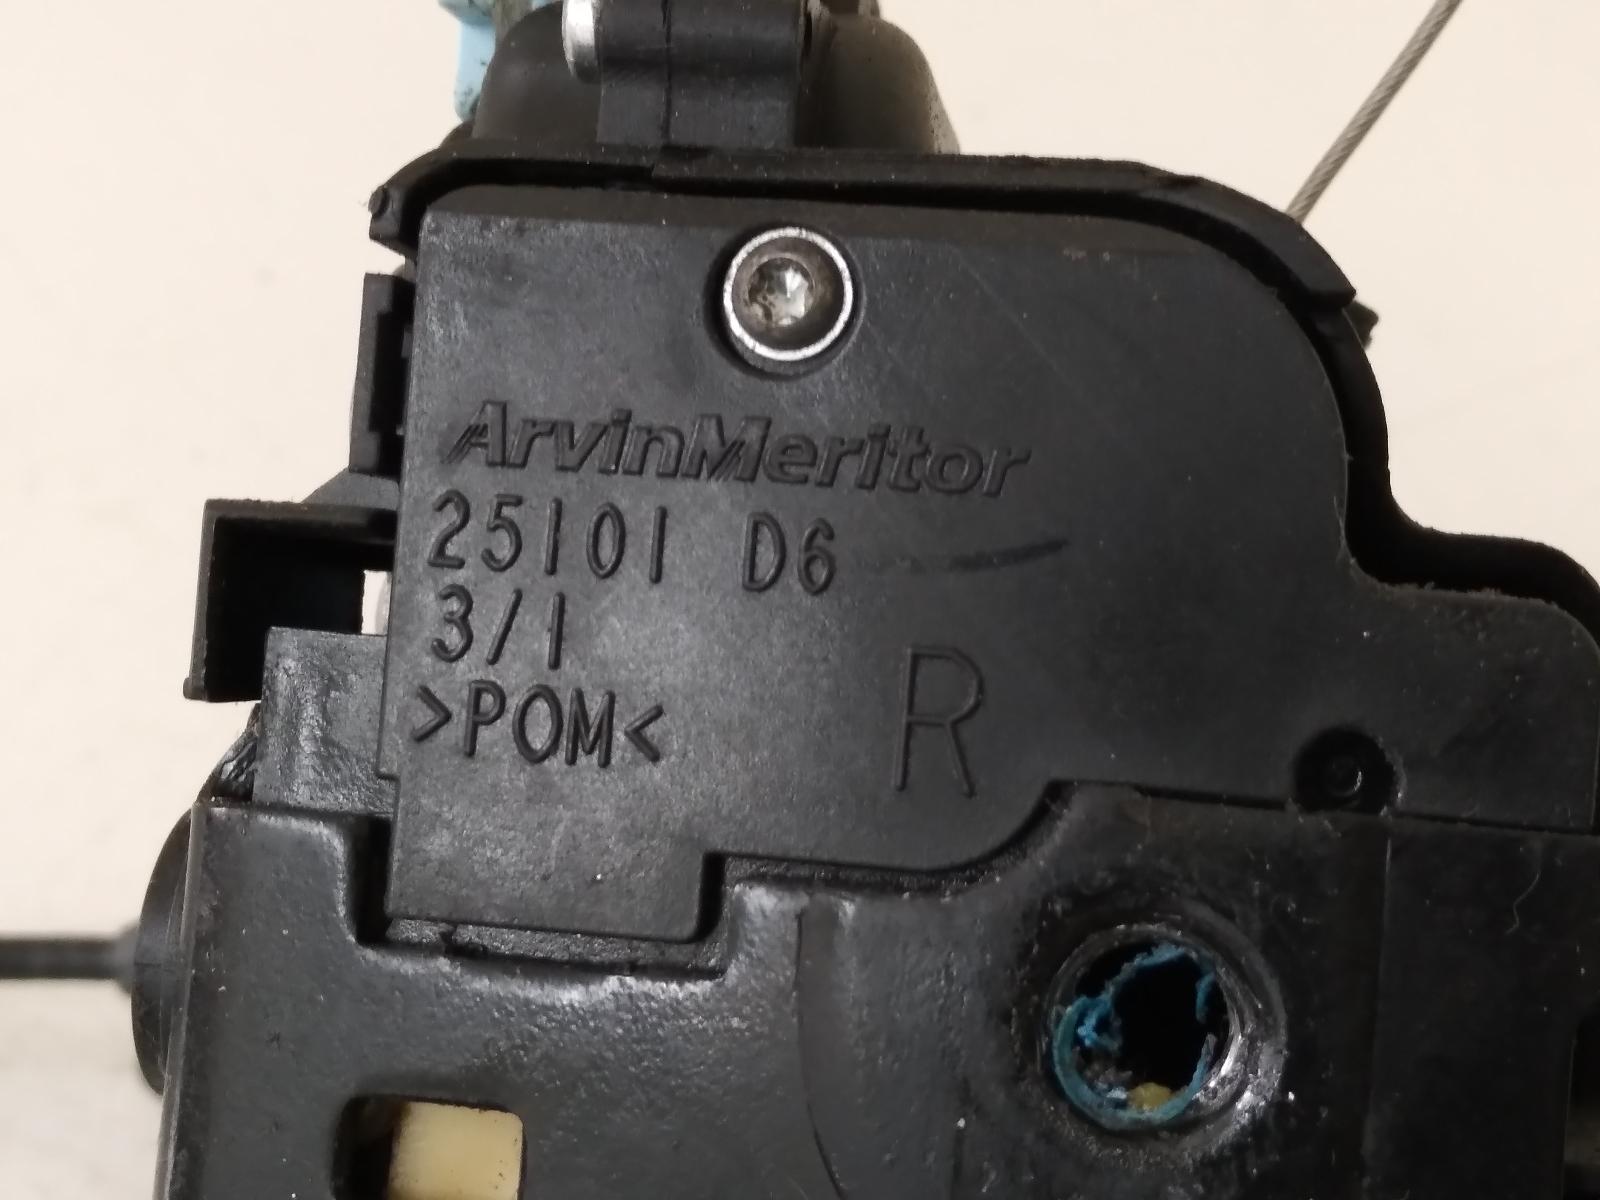 ArvinMeritor
25101 D6
3/1
>POM<
R